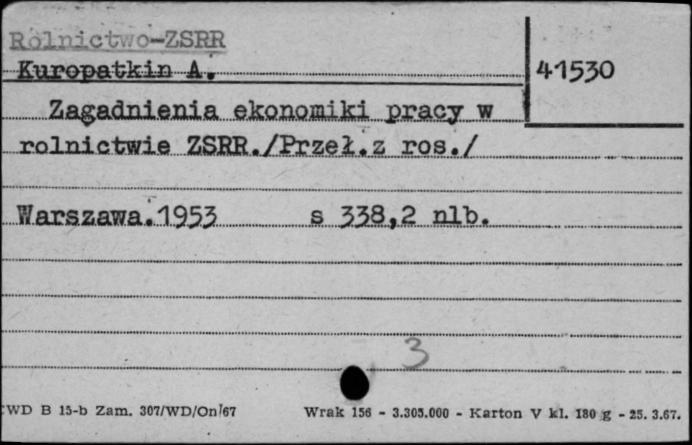 Rolnictwo-ZSRR
Kuropatkin A.
41530
Zagadnienia ekonomiki pracy w
rolnictwie ZSRR./Przeł.z ros./
Warszawa.1953 s 338,2 nlb.
3
WD B 15-b Zam. 307/WD/On/67 Wrak 156 - 3.305.000 - Karton V kl. 180 g - 25. 3.67.